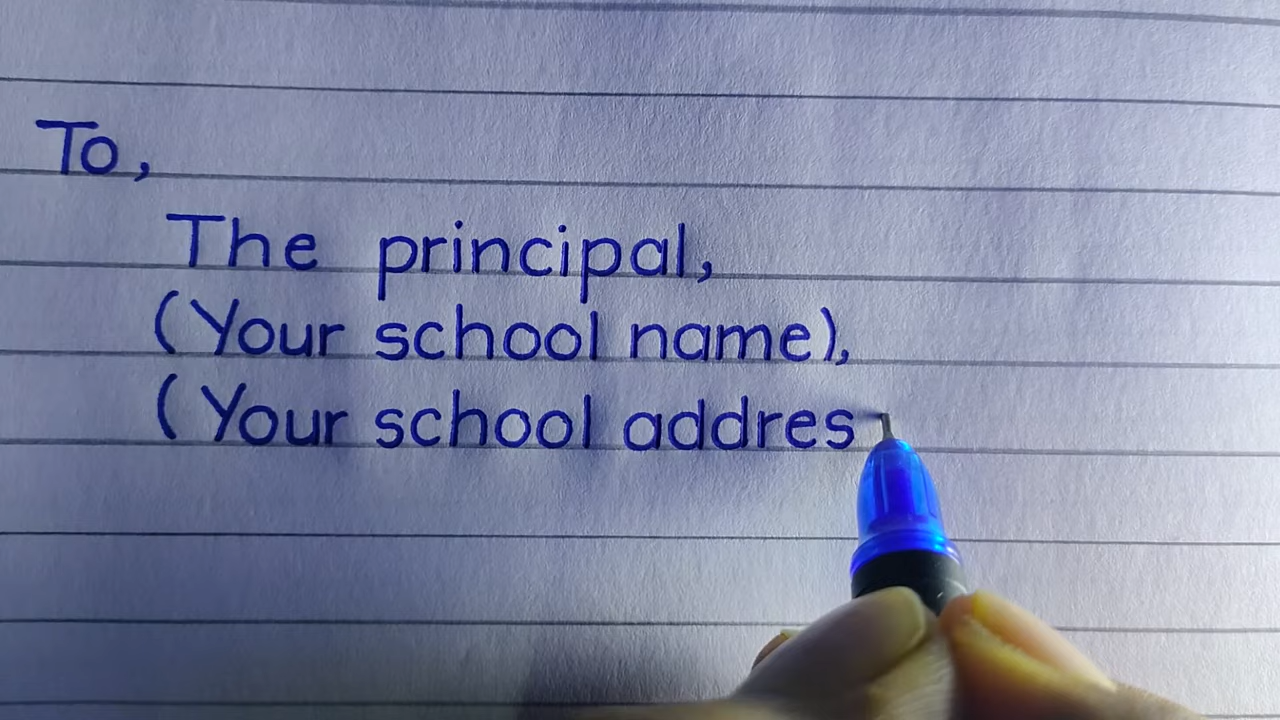 To,
The principal,
(Your school name),
(Your school addres